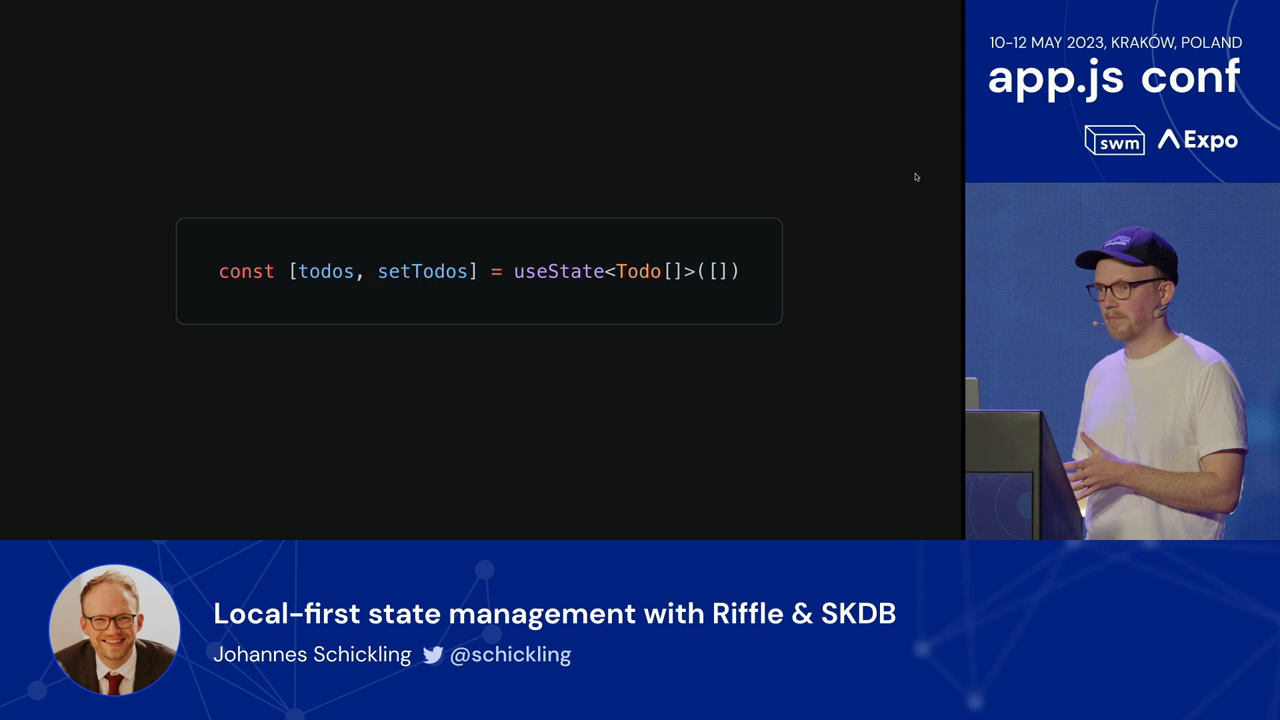 const [todos, setTodos] = useState<Todo[]>([])
10-12 MAY 2023, KRAKÓW, POLAND
app.js conf
swm
Expo
Local-first state management with Riffle & SKDB
Johannes Schickling @schickling